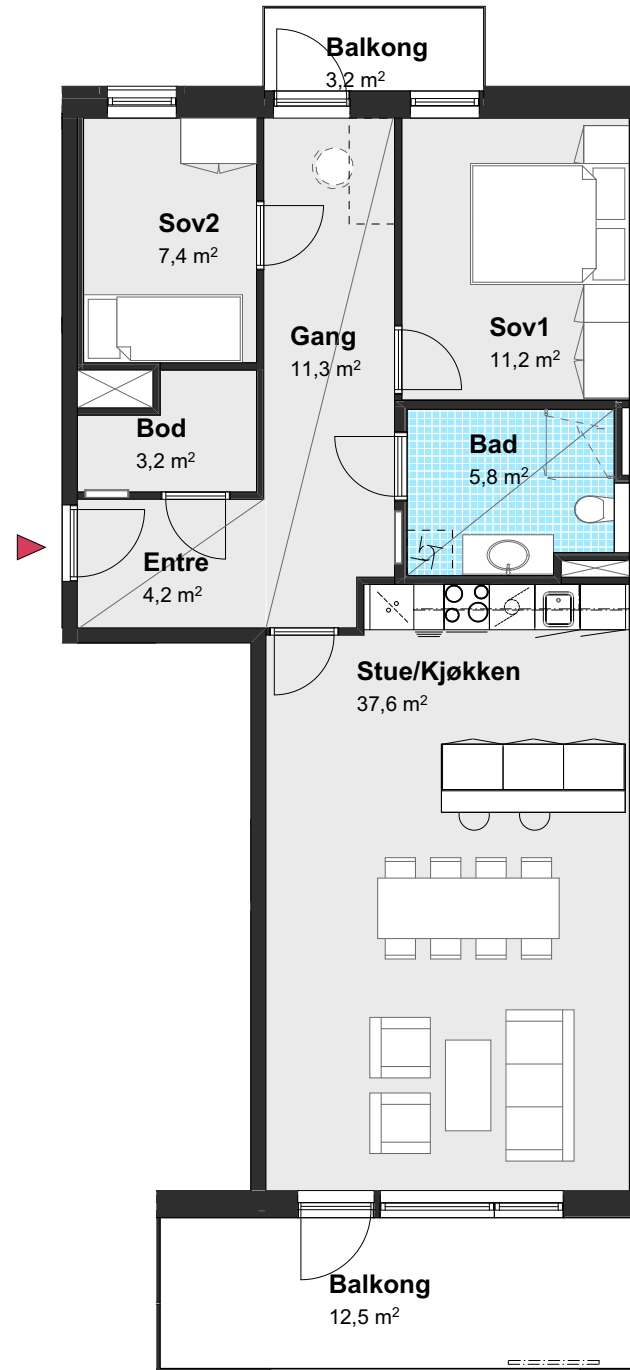 Balkong
3,2 m²
Sov2
7,4 m²
Gang
11,3 m²
Sov1
11,2 m²
Bod
3,2 m²
Bad
5,8 m²
Entre
4,2 m²
Stue/Kjøkken
37,6 m²
Balkong
12,5 m²